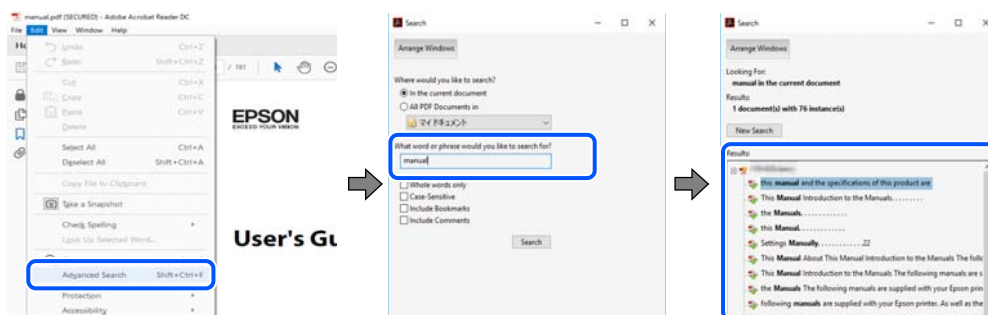 manual.pdf (SECURED) - Adobe Acrobat Reader DC
File Edit View Window Help
Undo Ctrl+Z
Redo Shift+Ctrl+Z
Cut Ctrl+X
Copy Ctrl+C
Paste Ctrl+V
Delete
Select All Ctrl+A
Deselect All Shift+Ctrl+A
Copy File to Clipboard
Take a Snapshot
Check Spelling
Look Up Selected Word...
Advanced Search Shift+Ctrl+F
Protection
Accessibility
/ 181
EPSON
EXCEED YOUR VISION
User's Gu
Search
Arrange Windows
Where would you like to search?
In the current document
All PDF Documents in
マイドキュメント
What word or phrase would you like to search for?
manual
Whole words only
Case-Sensitive
Include Bookmarks
Include Comments
Search
Search
Arrange Windows
Looking For:
manual in the current document
Results:
1 document(s) with 76 instance(s)
New Search
Results:
this manual and the specifications of this product are
This Manual Introduction to the Manuals. . . . . . . . .
the Manuals. . . . . . . . . . . . .
this Manual. . . . . . . . . . . . .
Settings Manually. . . . . . . . . . . . .22
This Manual About This Manual Introduction to the Manuals The follo
This Manual Introduction to the Manuals The following manuals are s
the Manuals The following manuals are supplied with your Epson prin
following manuals are supplied with your Epson printer. As well as the